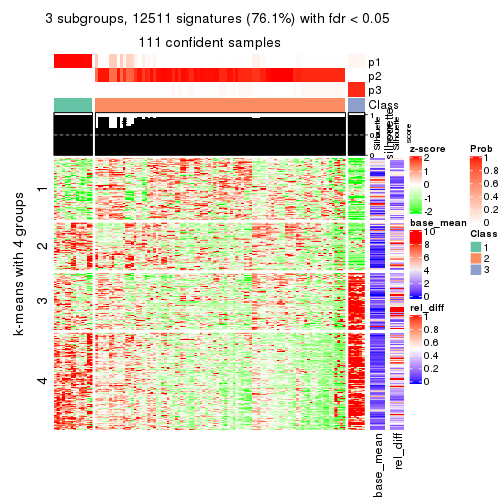 3 subgroups, 12511 signatures (76.1%) with fdr < 0.05
111 confident samples
p1
p2
p3
Class
1
0.5
0
Silhouette
score
z-score
2
1
0
-1
-2
base_mean
10
8
6
4
2
0
rel_diff
1
0.8
0.6
0.4
0.2
0
Prob
1
0.8
0.6
0.4
0.2
0
Class
1
2
3
k-means with 4 groups
1
2
3
4
base_mean
rel_diff